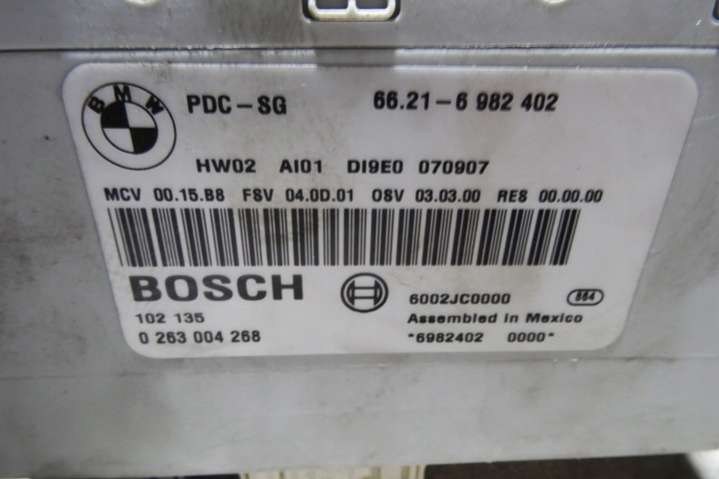 BMW
PDC-SG 66.21-6 982 402
HW02 AI01 DI9E0 070907
MCV 00.15.B8 FSV 04.0D.01 OSV 03.03.00 RES 00.00.00
BOSCH
6002JC0000 864
102 135 Assembled in Mexico
0 263 004 268 *6982402 0000*